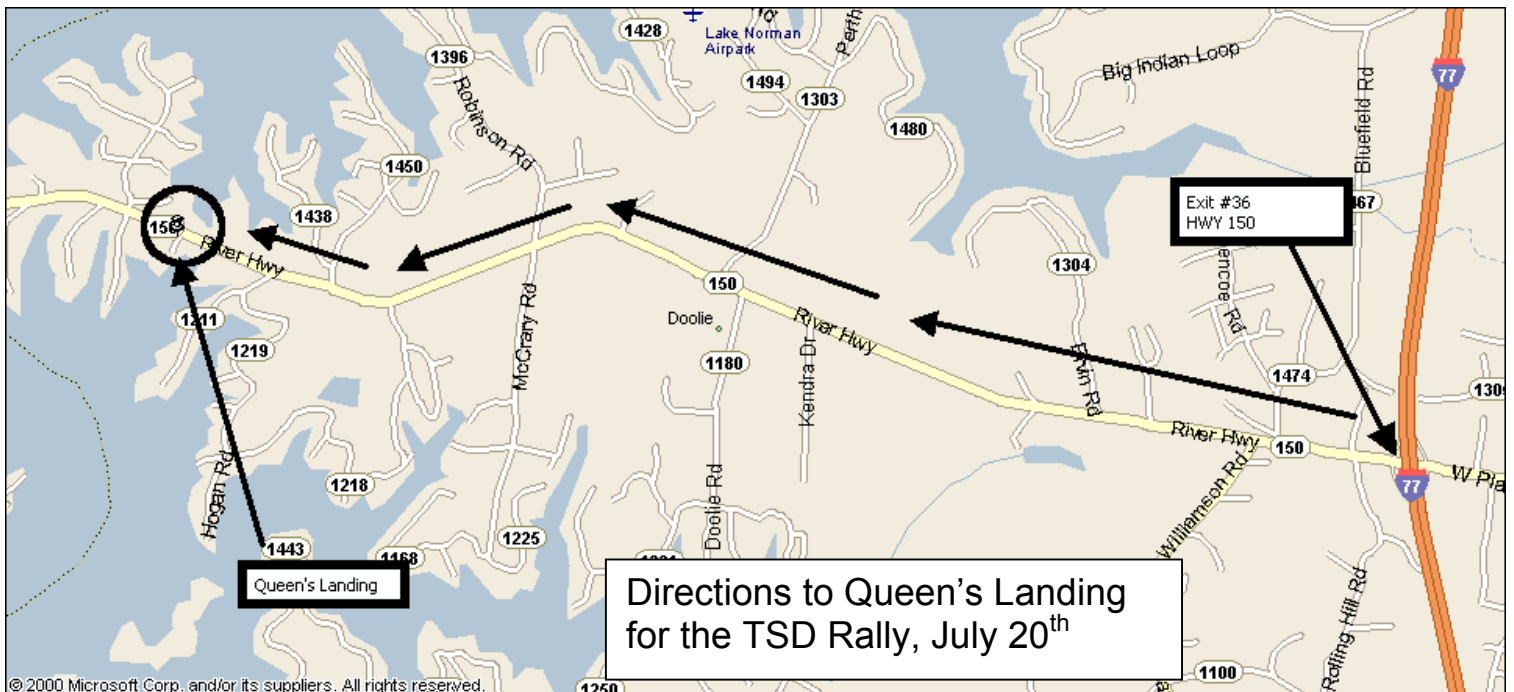 1428
Lake Norman
Airpark
Perth
1396
Robinson Rd
1494
1303
1480
Big Indian Loop
Bluefield Rd
77
1450
1438
Exit #36
HWY 150
River Hwy
1304
150
Doolie
River Hwy
1211
1219
McCrary Rd
1180
Kendra Dr
Ervin Rd
1474
River Hwy
150
W Pla
77
Hogan Rd
1218
1225
Doolie Rd
Williamson Rd
1443
1168
Queen's Landing
Directions to Queen’s Landing
for the TSD Rally, July 20th
Rolling Hill Rd
1100
1250
© 2000 Microsoft Corp. and/or its suppliers. All rights reserved.